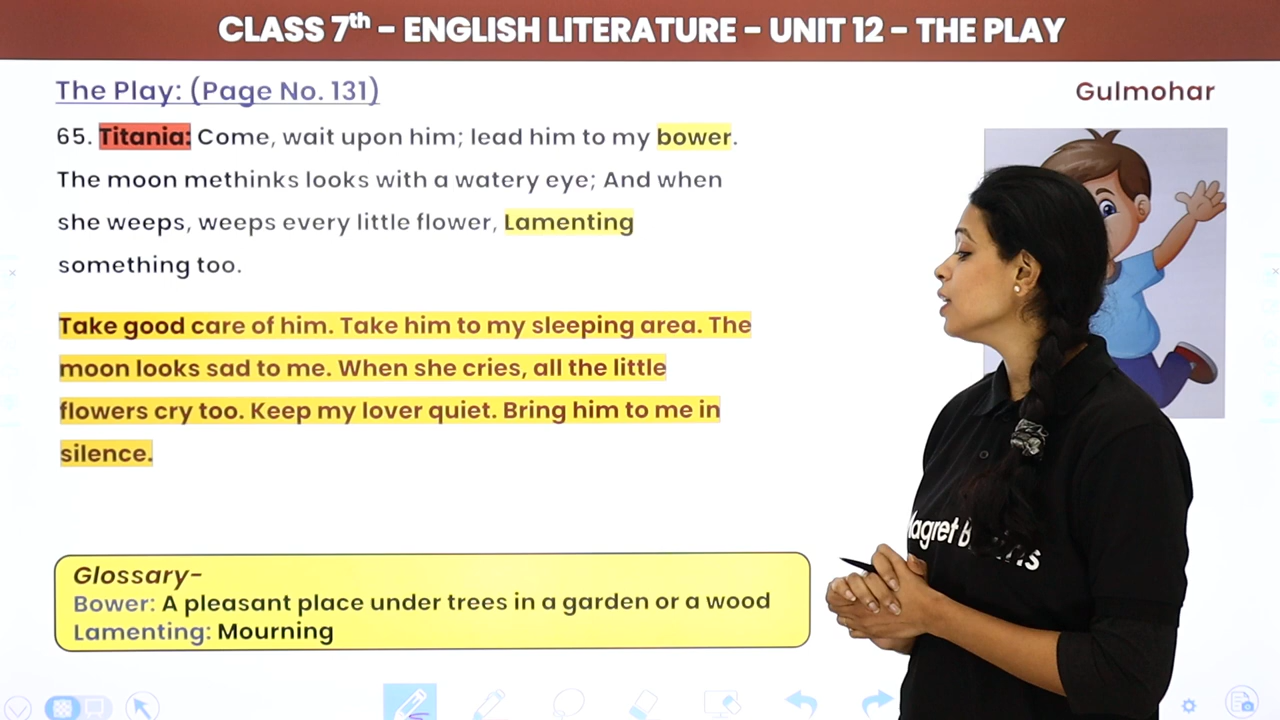 CLASS 7th - ENGLISH LITERATURE - UNIT 12 - THE PLAY
The Play: (Page No. 131)
Gulmohar
65. Titania: Come, wait upon him; lead him to my bower.
The moon methinks looks with a watery eye; And when
she weeps, weeps every little flower, Lamenting
something too.
Take good care of him. Take him to my sleeping area. The
moon looks sad to me. When she cries, all the little
flowers cry too. Keep my lover quiet. Bring him to me in
silence.
Glossary-
Bower: A pleasant place under trees in a garden or a wood
Lamenting: Mourning